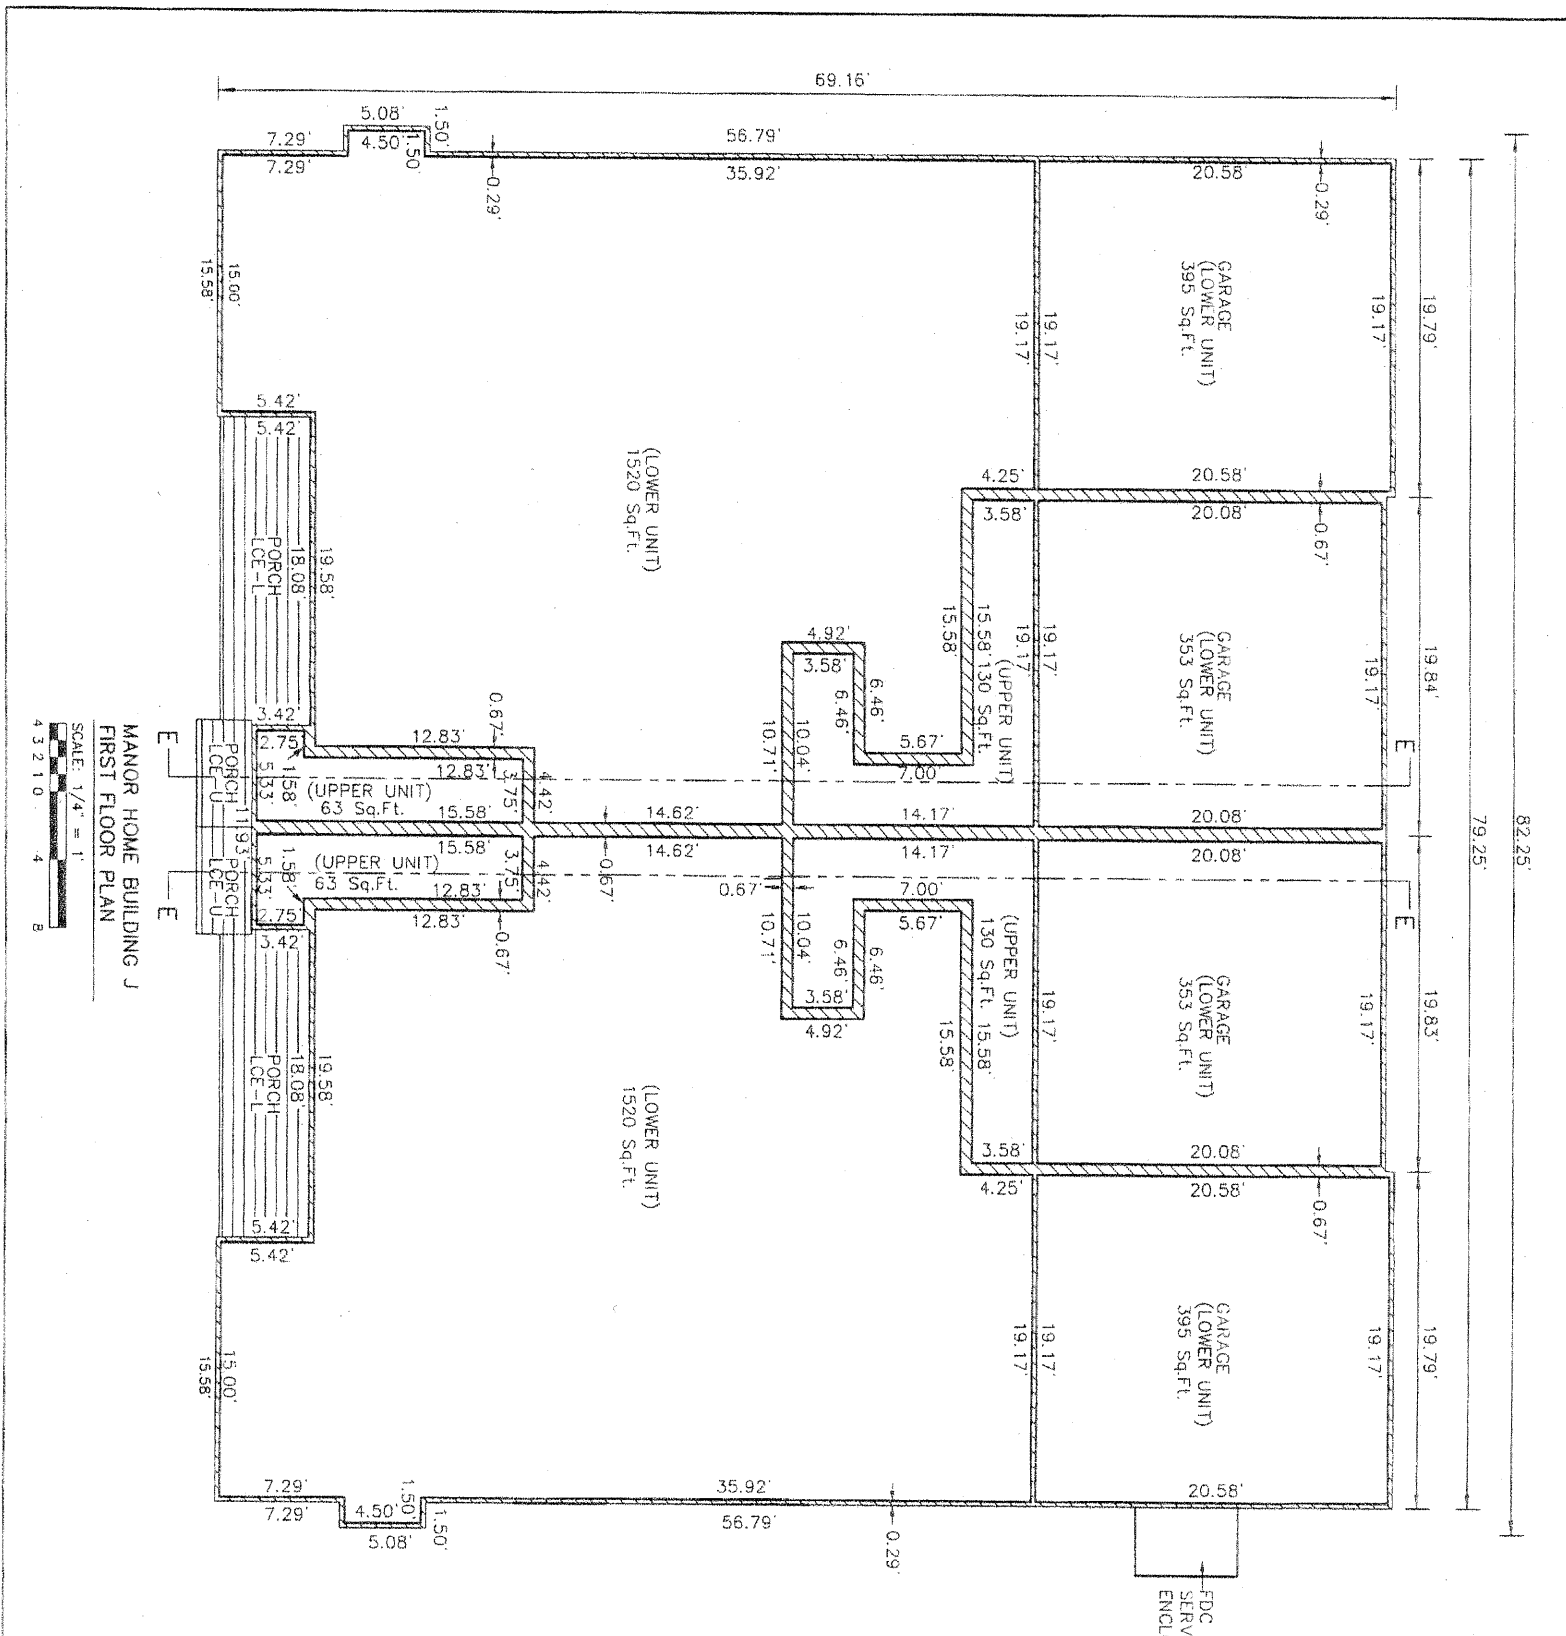 69.16'
5.08'
1.50'
7.29'
4.50'
1.50'
56.79'
7.29'
0.29'
35.92'
20.58'
0.29'
82.25'
79.25'
19.79'
19.84'
19.83'
19.79'
GARAGE
(LOWER UNIT)
395 Sq.Ft.
19.17'
19.17'
19.17'
15.00'
15.58'
5.42'
5.42'
4.25'
20.58'
3.58'
20.08'
0.67'
(LOWER UNIT)
1520 Sq.Ft.
19.58'
18.08'
PORCH
LCE-L
GARAGE
(LOWER UNIT)
353 Sq.Ft.
19.17'
19.17'
19.17'
(UPPER UNIT)
130 Sq.Ft.
15.58'
15.58'
4.92'
3.58'
6.46'
6.46'
10.04'
10.71'
5.67'
7.00'
E
3.42'
2.75'
0.67'
12.83'
12.83'
1.58'
5.33'
(UPPER UNIT)
63 Sq.Ft.
3.75'
4.42'
PORCH
LCE-U
E
15.58'
14.62'
14.17'
20.08'
11.93'
15.58'
14.62'
14.17'
20.08'
0.67'
(UPPER UNIT)
63 Sq.Ft.
3.75'
4.42'
PORCH
LCE-U
1.58'
5.33'
12.83'
12.83'
2.75'
3.42'
0.67'
E
0.67'
7.00'
5.67'
E
10.04'
10.71'
6.46'
6.46'
3.58'
4.92'
(UPPER UNIT)
130 Sq.Ft.
15.58'
15.58'
19.17'
19.17'
GARAGE
(LOWER UNIT)
353 Sq.Ft.
19.58'
18.08'
PORCH
LCE-L
(LOWER UNIT)
1520 Sq.Ft.
3.58'
20.08'
4.25'
20.58'
0.67'
5.42'
5.42'
GARAGE
(LOWER UNIT)
395 Sq.Ft.
19.17'
19.17'
19.17'
15.00'
15.58'
7.29'
7.29'
4.50'
1.50'
1.50'
5.08'
35.92'
56.79'
0.29'
20.58'
FDC
SERV
ENCL
MANOR HOME BUILDING J
FIRST FLOOR PLAN
SCALE: 1/4" = 1'
4 3 2 1 0 4 8